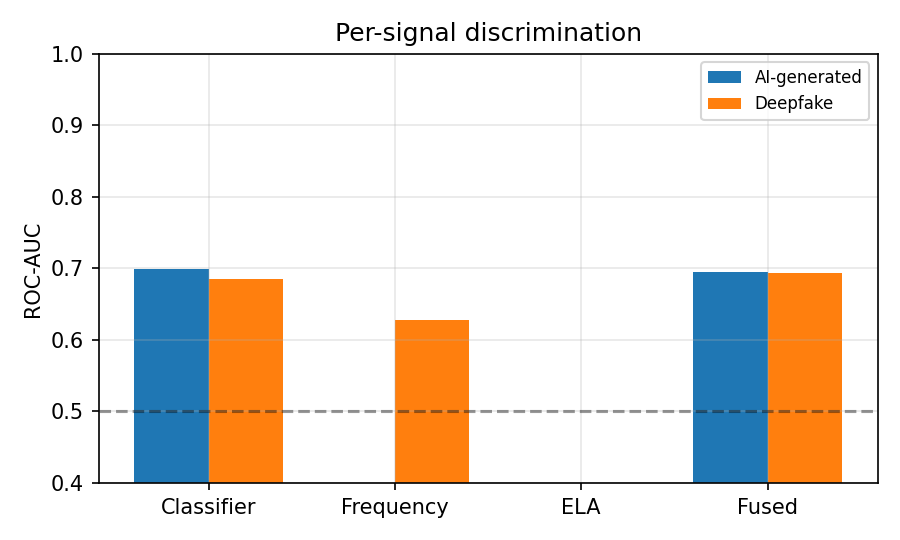 Per-signal discrimination
AI-generated
Deepfake
ROC-AUC
1.0
0.9
0.8
0.7
0.6
0.5
0.4
Classifier Frequency ELA Fused